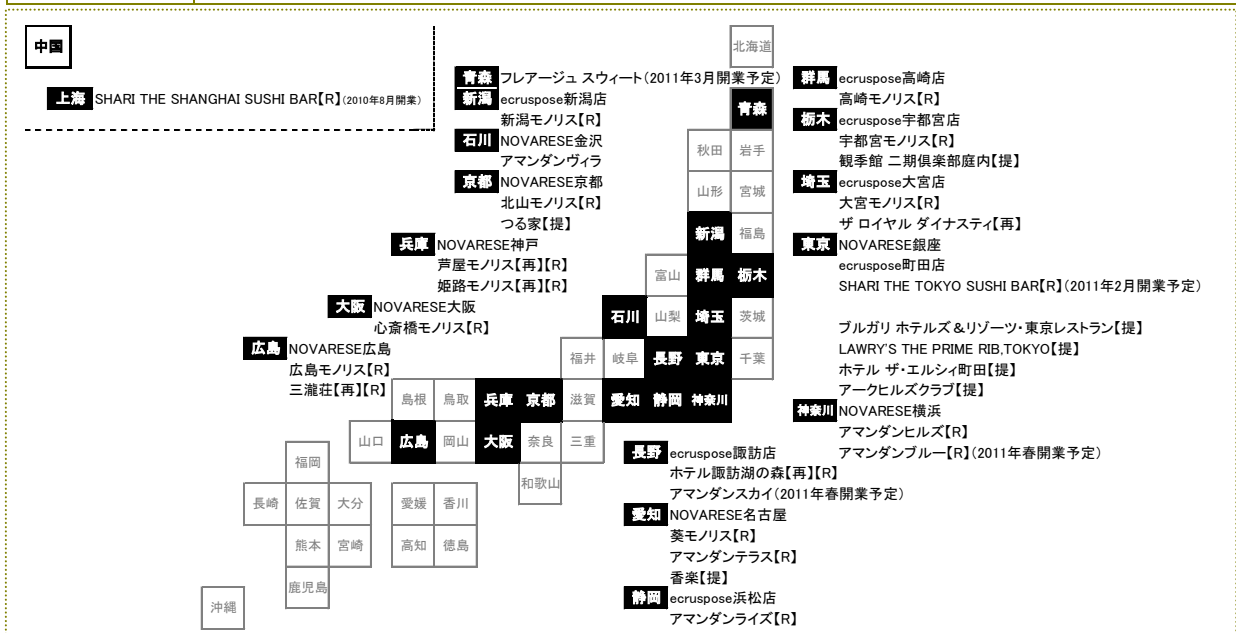 中国
上海 SHARI THE SHANGHAI SUSHI BAR【R】(2010年8月開業)
青森 フレアージュ スウィート(2011年3月開業予定)
新潟 ecruspose新潟店
新潟モノリス【R】
石川 NOVARESE金沢
アマンダンヴィラ
京都 NOVARESE京都
北山モノリス【R】
つる家【提】
兵庫 NOVARESE神戸
芦屋モノリス【再】【R】
姫路モノリス【再】【R】
大阪 NOVARESE大阪
心斎橋モノリス【R】
広島 NOVARESE広島
広島モノリス【R】
三瀧荘【再】【R】
群馬 ecruspose高崎店
高崎モノリス【R】
栃木 ecruspose宇都宮店
宇都宮モノリス【R】
観季館 二期倶楽部庭内【提】
埼玉 ecruspose大宮店
大宮モノリス【R】
ザ ロイヤル ダイナスティ【再】
東京 NOVARESE銀座
ecruspose町田店
SHARI THE TOKYO SUSHI BAR【R】(2011年2月開業予定)
ブルガリ ホテルズ&リゾーツ・東京レストラン【提】
LAWRY'S THE PRIME RIB,TOKYO【提】
ホテル ザ・エルシィ町田【提】
アークヒルズクラブ【提】
神奈川 NOVARESE横浜
アマンダンヒルズ【R】
アマンダンブルー【R】(2011年春開業予定)
長野 ecruspose諏訪店
ホテル諏訪湖の森【再】【R】
アマンダンスカイ(2011年春開業予定)
愛知 NOVARESE名古屋
葵モノリス【R】
アマンダンテラス【R】
香楽【提】
静岡 ecruspose浜松店
アマンダンライズ【R】
北海道
青森
秋田 岩手
山形 宮城
新潟 福島
富山 群馬 栃木
石川 山梨 埼玉 茨城
福井 岐阜 長野 東京 千葉
島根 鳥取 兵庫 京都 滋賀 愛知 静岡 神奈川
山口 広島 岡山 大阪 奈良 三重
和歌山
福岡
長崎 佐賀 大分 愛媛 香川
熊本 宮崎 高知 徳島
鹿児島
沖縄